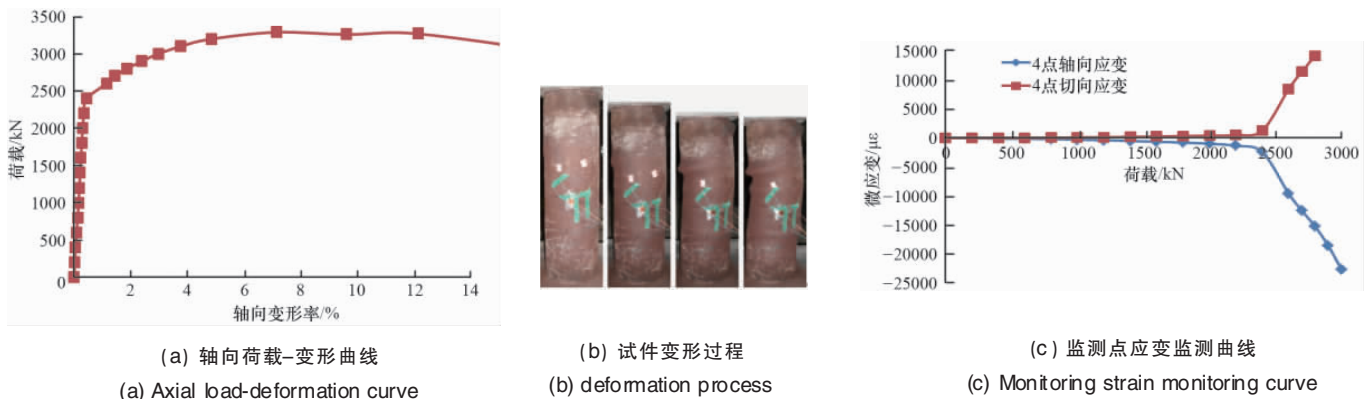 3500
3000
2500
2000
1500
1000
500
0
荷载/kN
2 4 6 8 10 12 14
轴向变形率/%
(a) 轴向荷载–变形曲线
(a) Axial load-deformation curve
(b) 试件变形过程
(b) deformation process
15000
10000
5000
0
−5000
−10000
−15000
−20000
−25000
微应变/με
4点轴向应变
4点切向应变
0 500 1000 1500 2000 2500 3000
荷载/kN
(c) 监测点应变监测曲线
(c) Monitoring strain monitoring curve